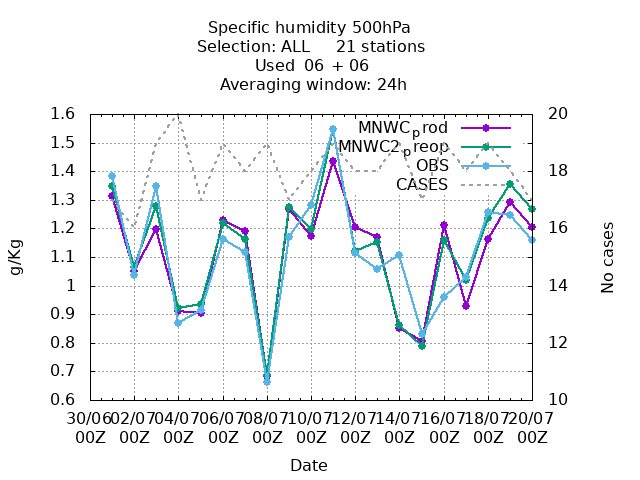 Specific humidity 500hPa
Selection: ALL 21 stations
Used 06 + 06
Averaging window: 24h
1.6
1.5
1.4
1.3
1.2
1.1
1
0.9
0.8
0.7
0.6
20
18
16
14
12
10
MNWCprod
MNWC2preop
OBS
CASES
g/Kg
No cases
30/06 02/07 04/07 06/07 08/07 10/07 12/07 14/07 16/07 18/07 20/07
00Z 00Z 00Z 00Z 00Z 00Z 00Z 00Z 00Z 00Z 00Z
Date